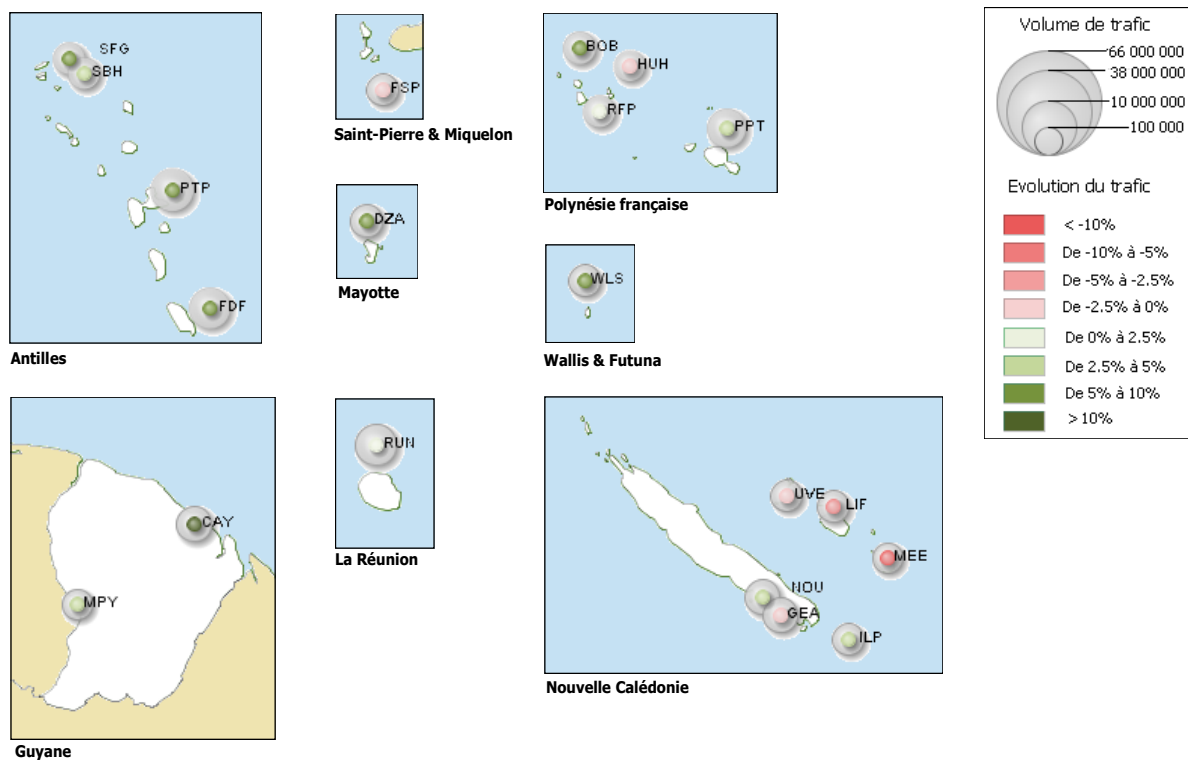 SFG
SBH
PTP
FDF
Antilles
FSP
Saint-Pierre & Miquelon
DZA
Mayotte
BOB
HUH
RFP
PPT
Polynésie française
WLS
Wallis & Futuna
Volume de trafic
66 000 000
38 000 000
10 000 000
100 000
Evolution du trafic
< -10%
De -10% à -5%
De -5% à -2.5%
De -2.5% à 0%
De 0% à 2.5%
De 2.5% à 5%
De 5% à 10%
> 10%
CAY
MPY
Guyane
RUN
La Réunion
UVE
LIF
MEE
NOU
GEA
ILP
Nouvelle Calédonie